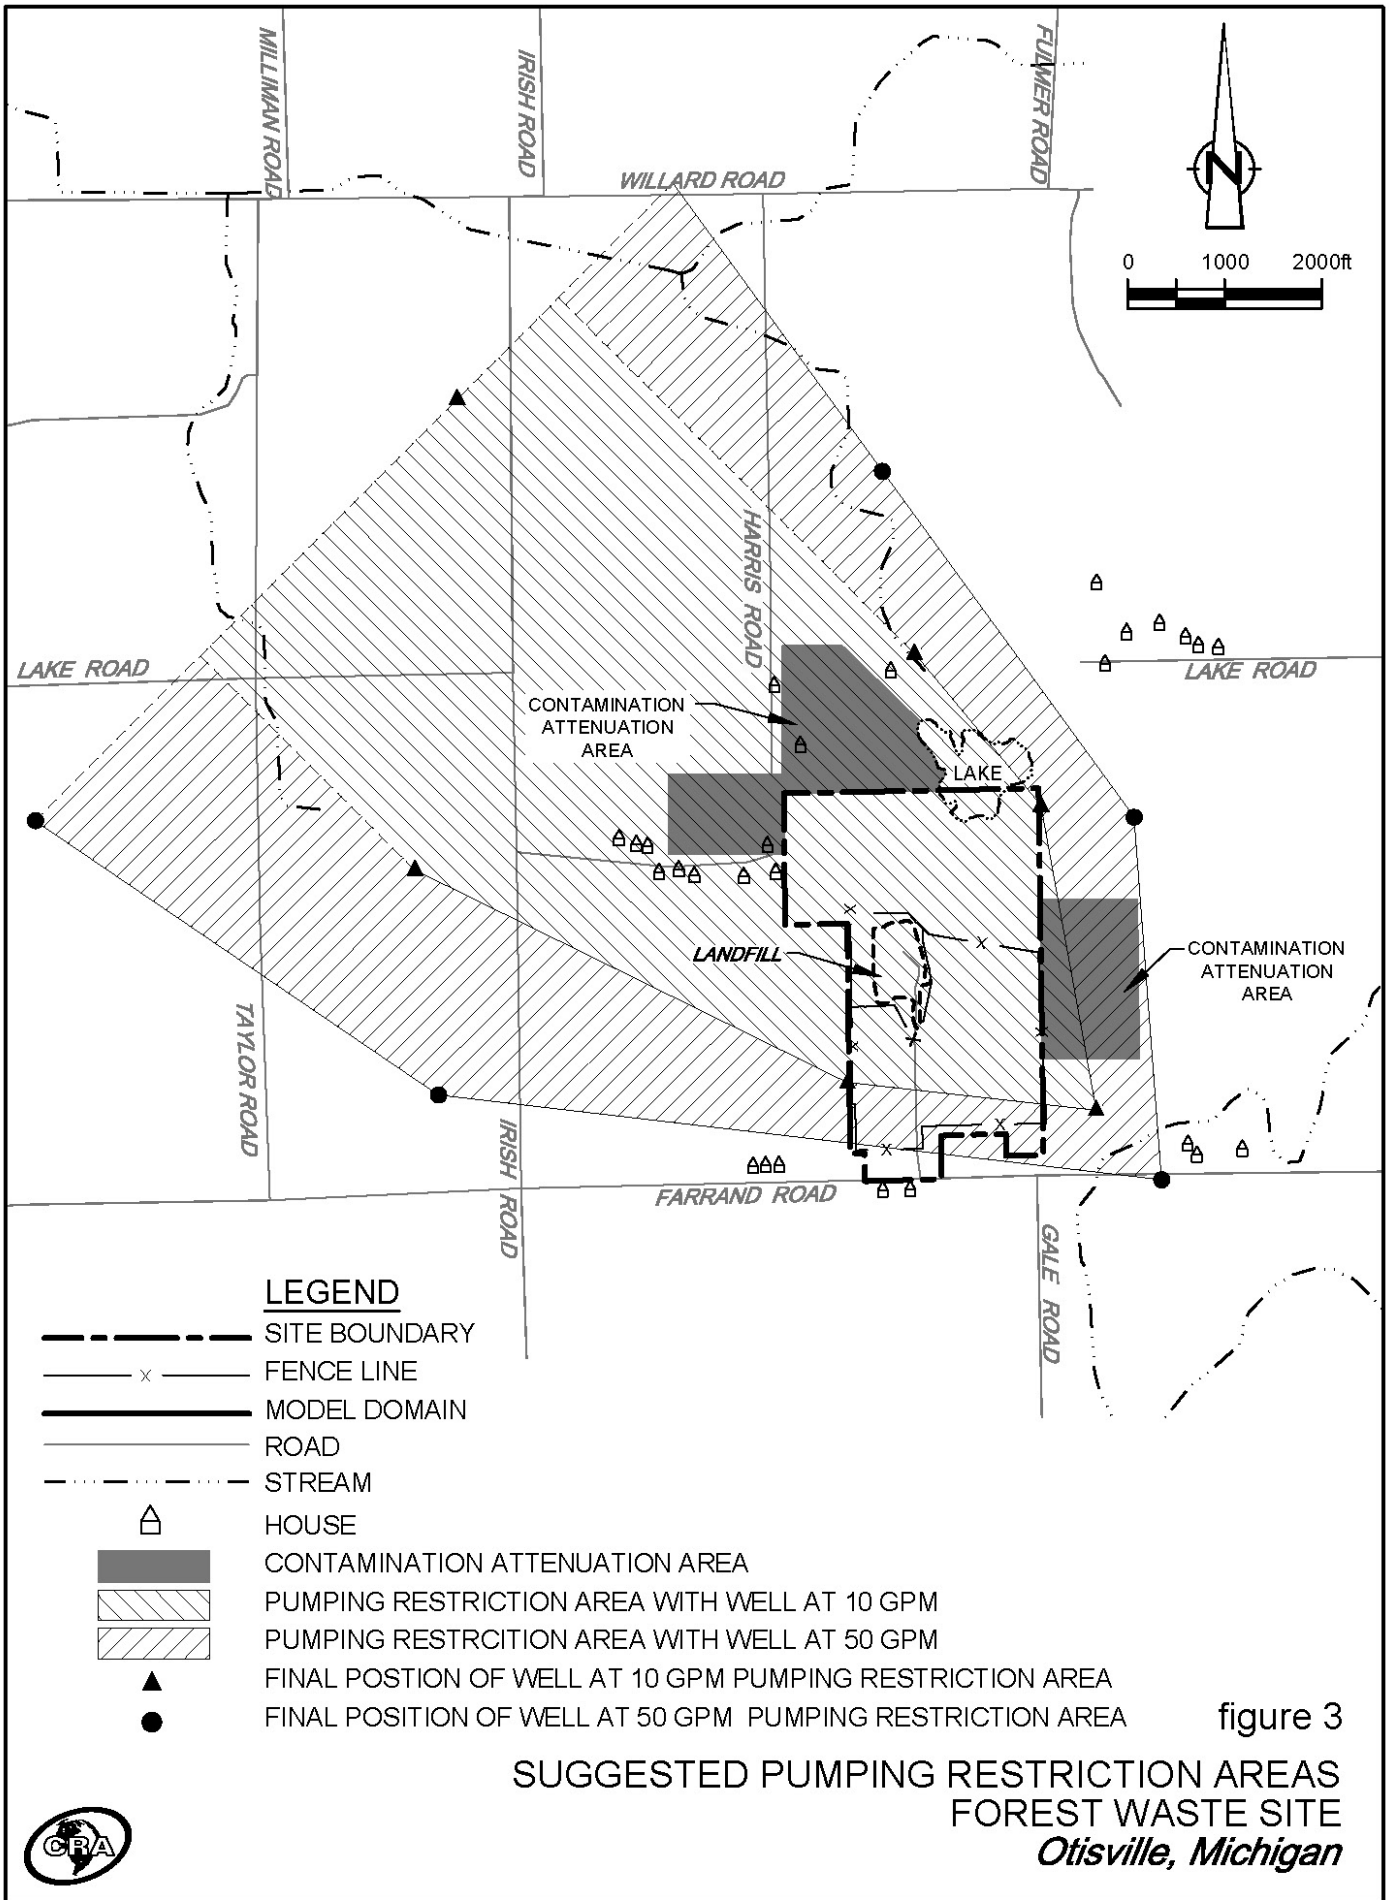 MILLIMAN ROAD
IRISH ROAD
FULMER ROAD
WILLARD ROAD
N
0 1000 2000ft
HARRIS ROAD
LAKE ROAD
LAKE ROAD
CONTAMINATION
ATTENUATION
AREA
LAKE
LANDFILL
CONTAMINATION
ATTENUATION
AREA
TAYLOR ROAD
IRISH ROAD
FARRAND ROAD
GALE ROAD
LEGEND
SITE BOUNDARY
x FENCE LINE
MODEL DOMAIN
ROAD
STREAM
HOUSE
CONTAMINATION ATTENUATION AREA
PUMPING RESTRICTION AREA WITH WELL AT 10 GPM
PUMPING RESTRCITION AREA WITH WELL AT 50 GPM
FINAL POSTION OF WELL AT 10 GPM PUMPING RESTRICTION AREA
FINAL POSITION OF WELL AT 50 GPM PUMPING RESTRICTION AREA
figure 3
SUGGESTED PUMPING RESTRICTION AREAS
FOREST WASTE SITE
Otisville, Michigan
CRA